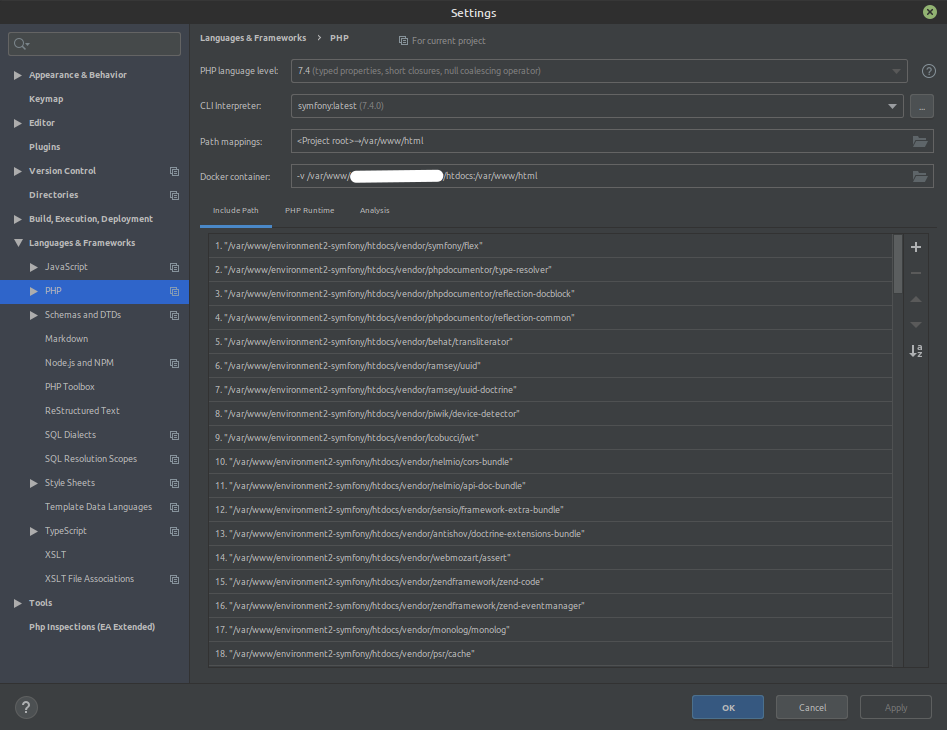 Settings
Languages & Frameworks › PHP For current project
Appearance & Behavior
Keymap
Editor
Plugins
Version Control
Directories
Build, Execution, Deployment
Languages & Frameworks
JavaScript
PHP
Schemas and DTDs
Markdown
Node.js and NPM
PHP Toolbox
ReStructured Text
SQL Dialects
SQL Resolution Scopes
Style Sheets
Template Data Languages
TypeScript
XSLT
XSLT File Associations
Tools
Php Inspections (EA Extended)
PHP language level: 7.4 (typed properties, short closures, null coalescing operator)
CLI Interpreter: symfony:latest (7.4.0) ...
Path mappings: <Project root>→/var/www/html
Docker container: -v /var/www/ /htdocs:/var/www/html
Include Path PHP Runtime Analysis
1. "/var/www/environment2-symfony/htdocs/vendor/symfony/flex"
2. "/var/www/environment2-symfony/htdocs/vendor/phpdocumentor/type-resolver"
3. "/var/www/environment2-symfony/htdocs/vendor/phpdocumentor/reflection-docblock"
4. "/var/www/environment2-symfony/htdocs/vendor/phpdocumentor/reflection-common"
5. "/var/www/environment2-symfony/htdocs/vendor/behat/transliterator"
6. "/var/www/environment2-symfony/htdocs/vendor/ramsey/uuid"
7. "/var/www/environment2-symfony/htdocs/vendor/ramsey/uuid-doctrine"
8. "/var/www/environment2-symfony/htdocs/vendor/piwik/device-detector"
9. "/var/www/environment2-symfony/htdocs/vendor/lcobucci/jwt"
10. "/var/www/environment2-symfony/htdocs/vendor/nelmio/cors-bundle"
11. "/var/www/environment2-symfony/htdocs/vendor/nelmio/api-doc-bundle"
12. "/var/www/environment2-symfony/htdocs/vendor/sensio/framework-extra-bundle"
13. "/var/www/environment2-symfony/htdocs/vendor/antishov/doctrine-extensions-bundle"
14. "/var/www/environment2-symfony/htdocs/vendor/webmozart/assert"
15. "/var/www/environment2-symfony/htdocs/vendor/zendframework/zend-code"
16. "/var/www/environment2-symfony/htdocs/vendor/zendframework/zend-eventmanager"
17. "/var/www/environment2-symfony/htdocs/vendor/monolog/monolog"
18. "/var/www/environment2-symfony/htdocs/vendor/psr/cache"
? OK Cancel Apply